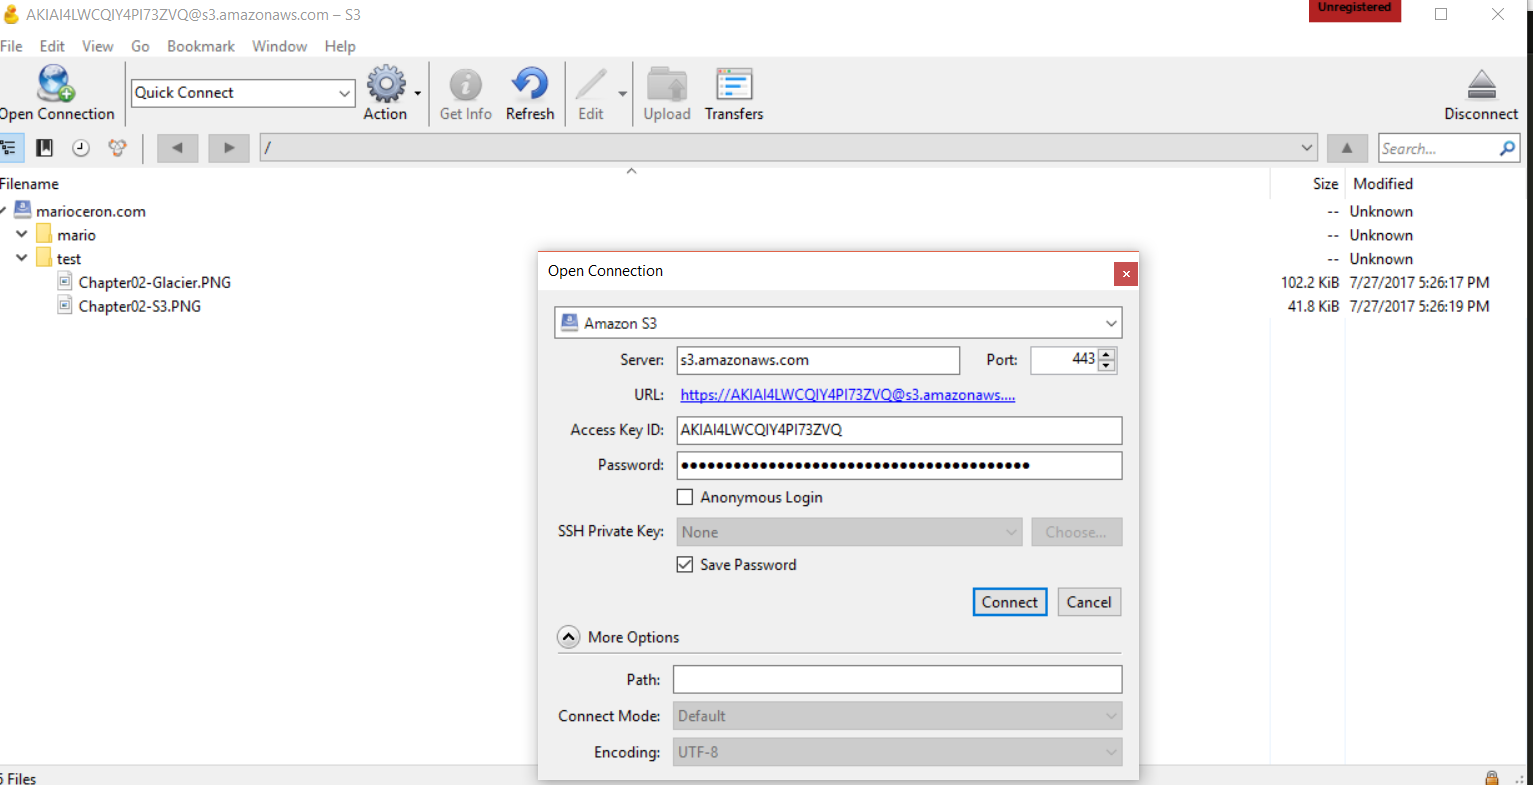 AKIAI4LWCQIY4PI73ZVQ@s3.amazonaws.com – S3
Unregistered
File Edit View Go Bookmark Window Help
Open Connection
Quick Connect
Action
Get Info
Refresh
Edit
Upload
Transfers
Disconnect
/
Search...
Filename Size Modified
marioceron.com -- Unknown
mario -- Unknown
test -- Unknown
Chapter02-Glacier.PNG 102.2 KiB 7/27/2017 5:26:17 PM
Chapter02-S3.PNG 41.8 KiB 7/27/2017 5:26:19 PM
Open Connection
Amazon S3
Server: s3.amazonaws.com Port: 443
URL: https://AKIAI4LWCQIY4PI73ZVQ@s3.amazonaws....
Access Key ID: AKIAI4LWCQIY4PI73ZVQ
Password: ●●●●●●●●●●●●●●●●●●●●●●●●●●●●●●●●●●●●●●●●
Anonymous Login
SSH Private Key: None Choose...
Save Password
Connect Cancel
More Options
Path:
Connect Mode: Default
Encoding: UTF-8
Files